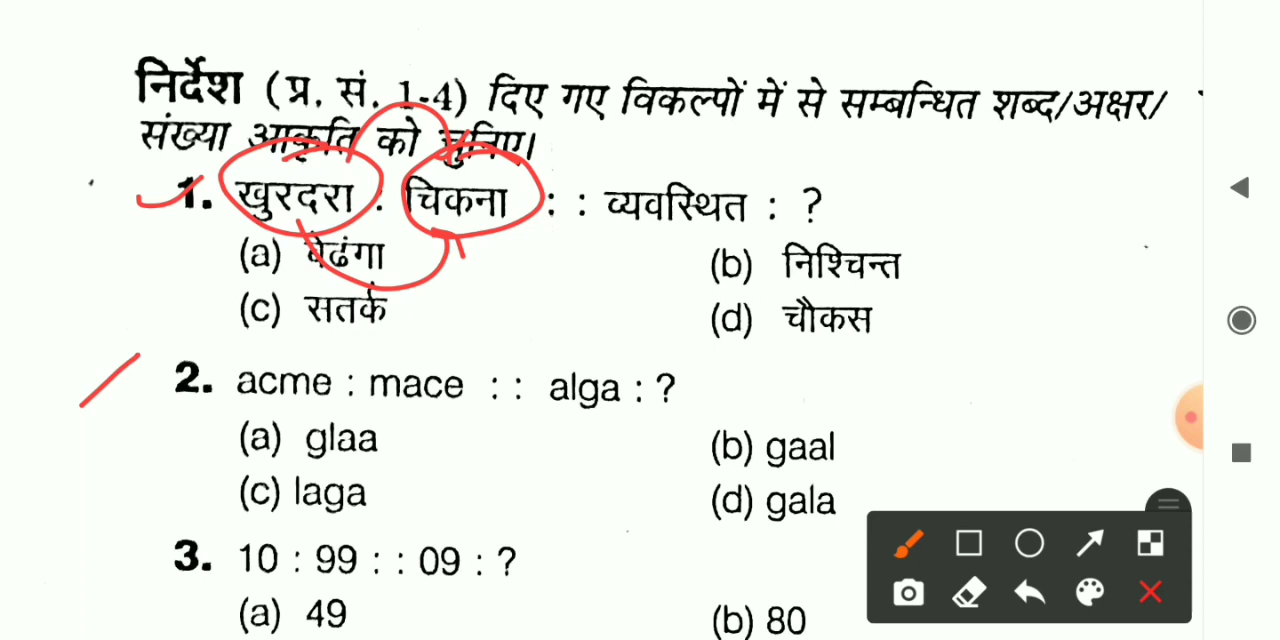 निर्देश (प्र. सं. 1-4) दिए गए विकल्पों में से सम्बन्धित शब्द/अक्षर/
संख्या आकृति को चुनिए।
1. खुरदरा : चिकना : : व्यवस्थित : ?
(a) बेढंगा (b) निश्चिन्त
(c) सतर्क (d) चौकस
2. acme : mace : : alga : ?
(a) glaa (b) gaal
(c) laga (d) gala
3. 10 : 99 : : 09 : ?
(a) 49 (b) 80